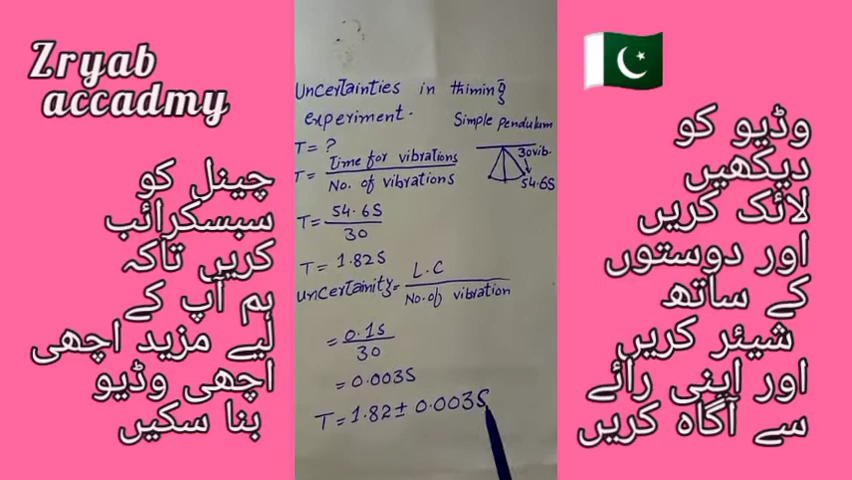 Zryab
accadmy
چینل کو
سبسکرائب
کریں تاکہ
ہم آپ کے
لیے مزید اچھی
اچھی وڈیو
بنا سکیں
Uncertainties in thiming
experiment.
Simple pendulum
30vib.
54.6S
T = ?
T = Time for vibrations / No. of vibrations
T = 54.6S / 30
T = 1.82S
Uncertainity = L.C / No. of vibration
= 0.1s / 30
= 0.003S
T = 1.82 ± 0.003S
وڈیو کو
دیکھیں
لائک کریں
اور دوستوں
کے ساتھ
شیئر کریں
اور اپنی رائے
سے آگاہ کریں